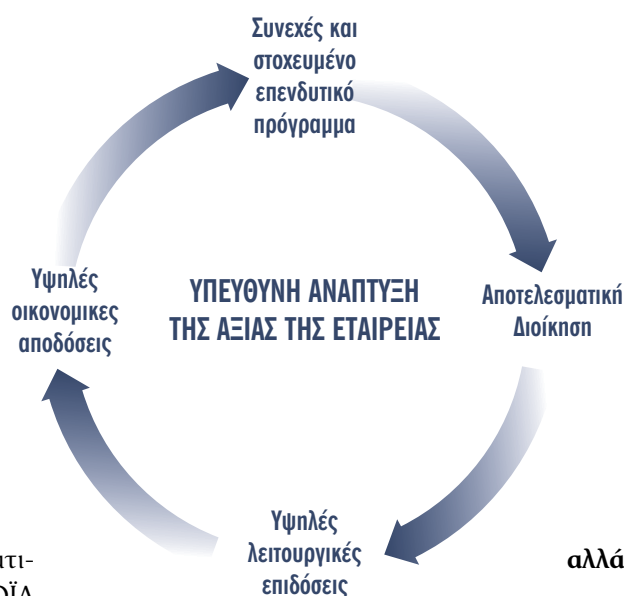 Συνεχές και
στοχευμένο
επενδυτικό
πρόγραμμα
Υψηλές
οικονομικες
αποδόσεις
ΥΠΕΥΘΥΝΗ ΑΝΑΠΤΥΞΗ
ΤΗΣ ΑΞΙΑΣ ΤΗΣ ΕΤΑΙΡΕΙΑΣ
Αποτελεσματική
Διοίκηση
Υψηλές
λειτουργικές
επιδόσεις
αλλά